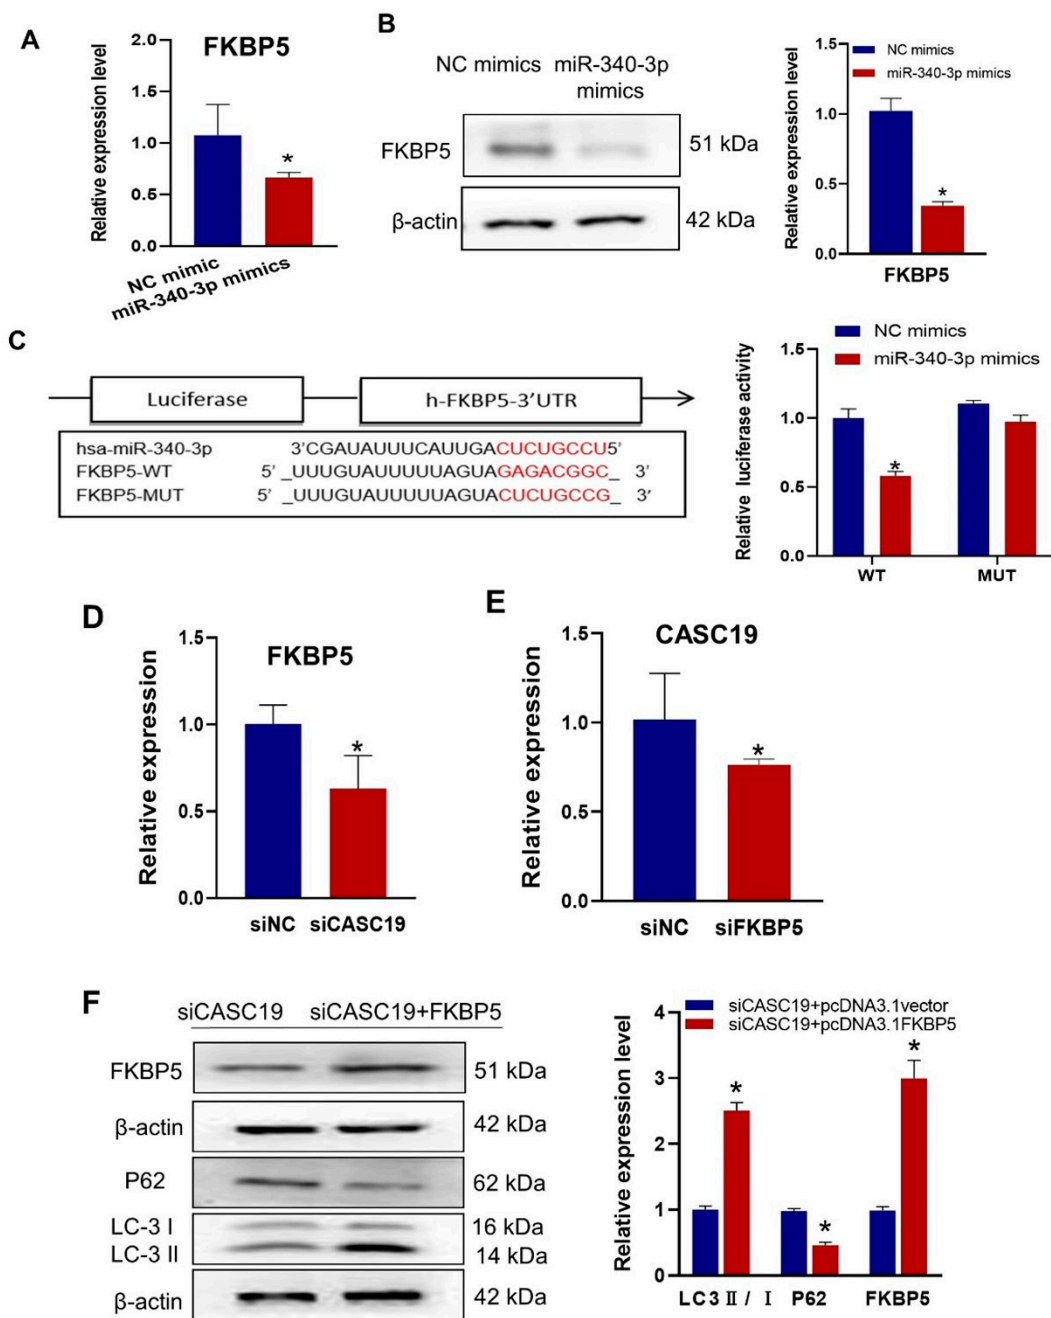 A
FKBP5
Relative expression level
2.0
1.5
1.0
0.5
0.0
*
NC mimic
miR-340-3p mimics
B
NC mimics miR-340-3p
mimics
FKBP5 51 kDa
β-actin 42 kDa
NC mimics
miR-340-3p mimics
Relative expression level
1.5
1.0
0.5
0.0
*
FKBP5
C
Luciferase h-FKBP5-3′UTR
hsa-miR-340-3p 3'CGAUAUUUCAUUGACUCUGCCU5'
FKBP5-WT 5' _UUUGUAUUUUUAGUAGAGACGGC_ 3'
FKBP5-MUT 5' _UUUGUAUUUUUAGUACUCUGCCG_ 3'
NC mimics
miR-340-3p mimics
Relative luciferase activity
1.5
1.0
0.5
0.0
*
WT MUT
D
FKBP5
Relative expression
1.5
1.0
0.5
0.0
*
siNC siCASC19
E
CASC19
Relative expression
1.5
1.0
0.5
0.0
*
siNC siFKBP5
F
siCASC19 siCASC19+FKBP5
FKBP5 51 kDa
β-actin 42 kDa
P62 62 kDa
LC-3 I 16 kDa
LC-3 II 14 kDa
β-actin 42 kDa
siCASC19+pcDNA3.1vector
siCASC19+pcDNA3.1FKBP5
Relative expression level
4
3
2
1
0
*
*
*
LC3 Ⅱ / Ⅰ P62 FKBP5